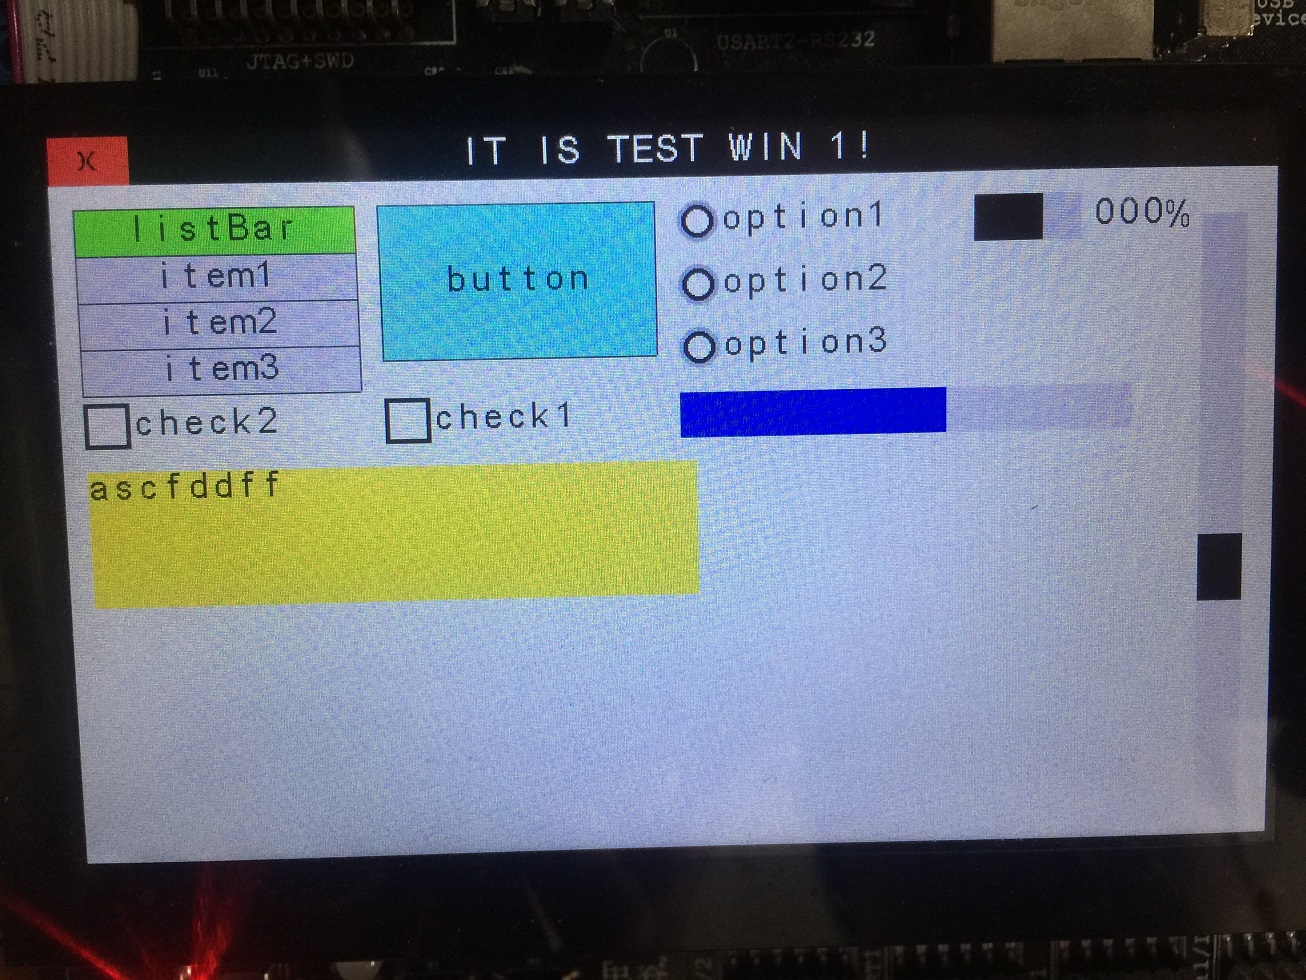 JTAG+SWD
USART2-RS232
IT IS TEST WIN 1!
X
listBar
item1
item2
item3
button
option1
option2
option3
000%
check2
check1
ascfddff